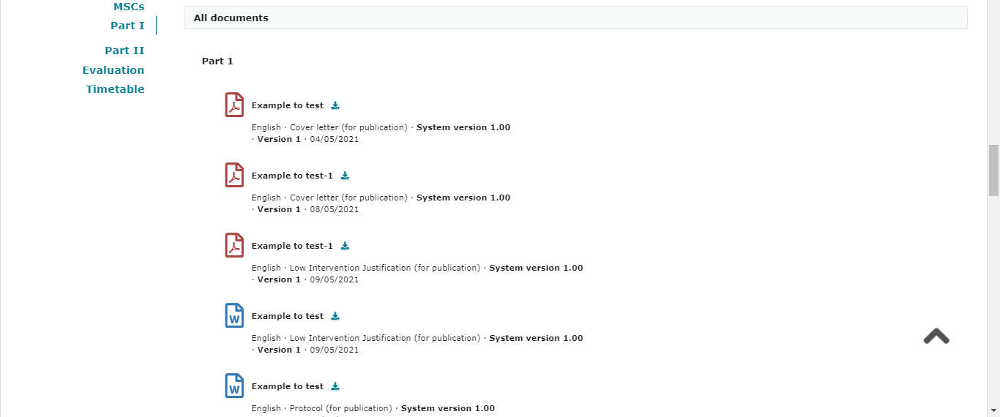 MSCs
Part I
Part II
Evaluation
Timetable
All documents
Part 1
Example to test
English · Cover letter (for publication) · System version 1.00
· Version 1 · 04/05/2021
Example to test-1
English · Cover letter (for publication) · System version 1.00
· Version 1 · 08/05/2021
Example to test-1
English · Low Intervention Justification (for publication) · System version 1.00
· Version 1 · 09/05/2021
W
Example to test
English · Low Intervention Justification (for publication) · System version 1.00
· Version 1 · 09/05/2021
W
Example to test
English · Protocol (for publication) · System version 1.00